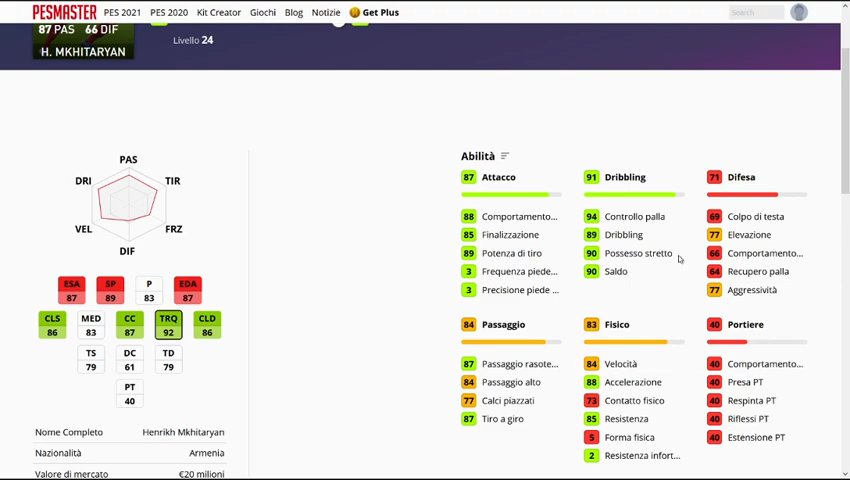 PESMASTER PES 2021 PES 2020 Kit Creator Giochi Blog Notizie Get Plus Search
87 PAS 66 DIF
H. MKHITARYAN
Livello 24
PAS
DRI TIR
VEL FRZ
DIF
ESA SP P EDA
87 89 83 87
CLS MED CC TRQ CLD
86 83 87 92 86
TS DC TD
79 61 79
PT
40
Nome Completo Henrikh Mkhitaryan
Nazionalità Armenia
Valore di mercato €20 milioni
Abilità
87 Attacco
88 Comportamento...
85 Finalizzazione
89 Potenza di tiro
3 Frequenza piede...
3 Precisione piede ...
91 Dribbling
94 Controllo palla
89 Dribbling
90 Possesso stretto
90 Saldo
71 Difesa
69 Colpo di testa
77 Elevazione
66 Comportamento...
64 Recupero palla
77 Aggressività
84 Passaggio
87 Passaggio rasote...
84 Passaggio alto
77 Calci piazzati
87 Tiro a giro
83 Fisico
84 Velocità
88 Accelerazione
73 Contatto fisico
85 Resistenza
5 Forma fisica
2 Resistenza infort...
40 Portiere
40 Comportamento...
40 Presa PT
40 Respinta PT
40 Riflessi PT
40 Estensione PT